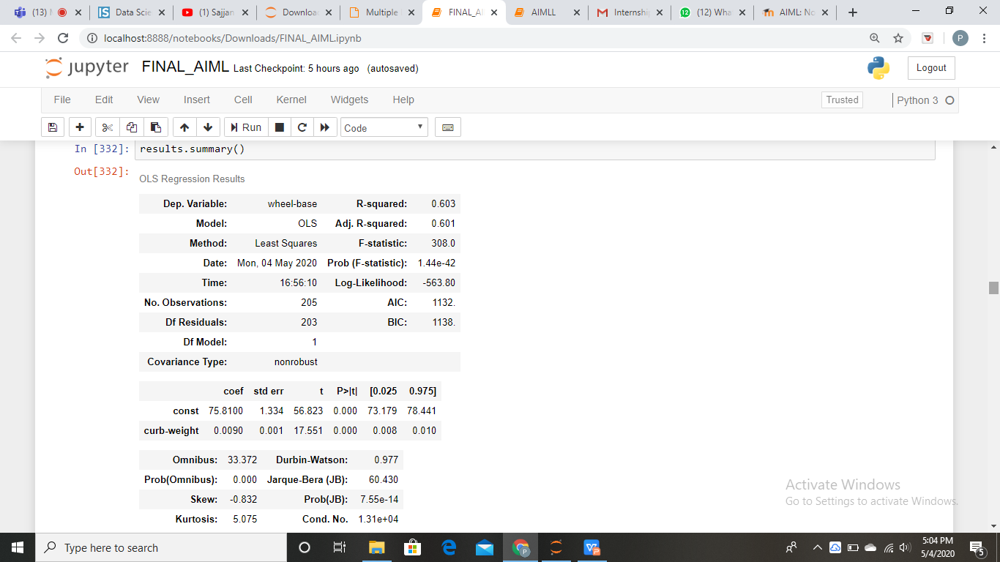 (13) M
Data Scie
(1) Sajjan
Downloa
Multiple
FINAL_A
AIMLL
Internshi
(12) Wha
AIML: No
localhost:8888/notebooks/Downloads/FINAL_AIML.ipynb
P
jupyter FINAL_AIML Last Checkpoint: 5 hours ago (autosaved)
Logout
File Edit View Insert Cell Kernel Widgets Help
Trusted Python 3
Run Code
In [332]: results.summary()
Out[332]:
OLS Regression Results
Dep. Variable: wheel-base R-squared: 0.603
Model: OLS Adj. R-squared: 0.601
Method: Least Squares F-statistic: 308.0
Date: Mon, 04 May 2020 Prob (F-statistic): 1.44e-42
Time: 16:56:10 Log-Likelihood: -563.80
No. Observations: 205 AIC: 1132.
Df Residuals: 203 BIC: 1138.
Df Model: 1
Covariance Type: nonrobust
coef std err t P>|t| [0.025 0.975]
const 75.8100 1.334 56.823 0.000 73.179 78.441
curb-weight 0.0090 0.001 17.551 0.000 0.008 0.010
Omnibus: 33.372 Durbin-Watson: 0.977
Prob(Omnibus): 0.000 Jarque-Bera (JB): 60.430
Skew: -0.832 Prob(JB): 7.55e-14
Kurtosis: 5.075 Cond. No. 1.31e+04
Activate Windows
Go to Settings to activate Windows.
Type here to search
5:04 PM
5/4/2020
5